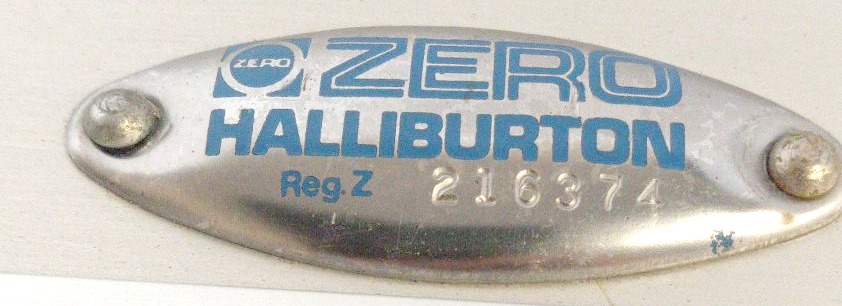 ZERO ZERO
HALLIBURTON
Reg. Z 216374